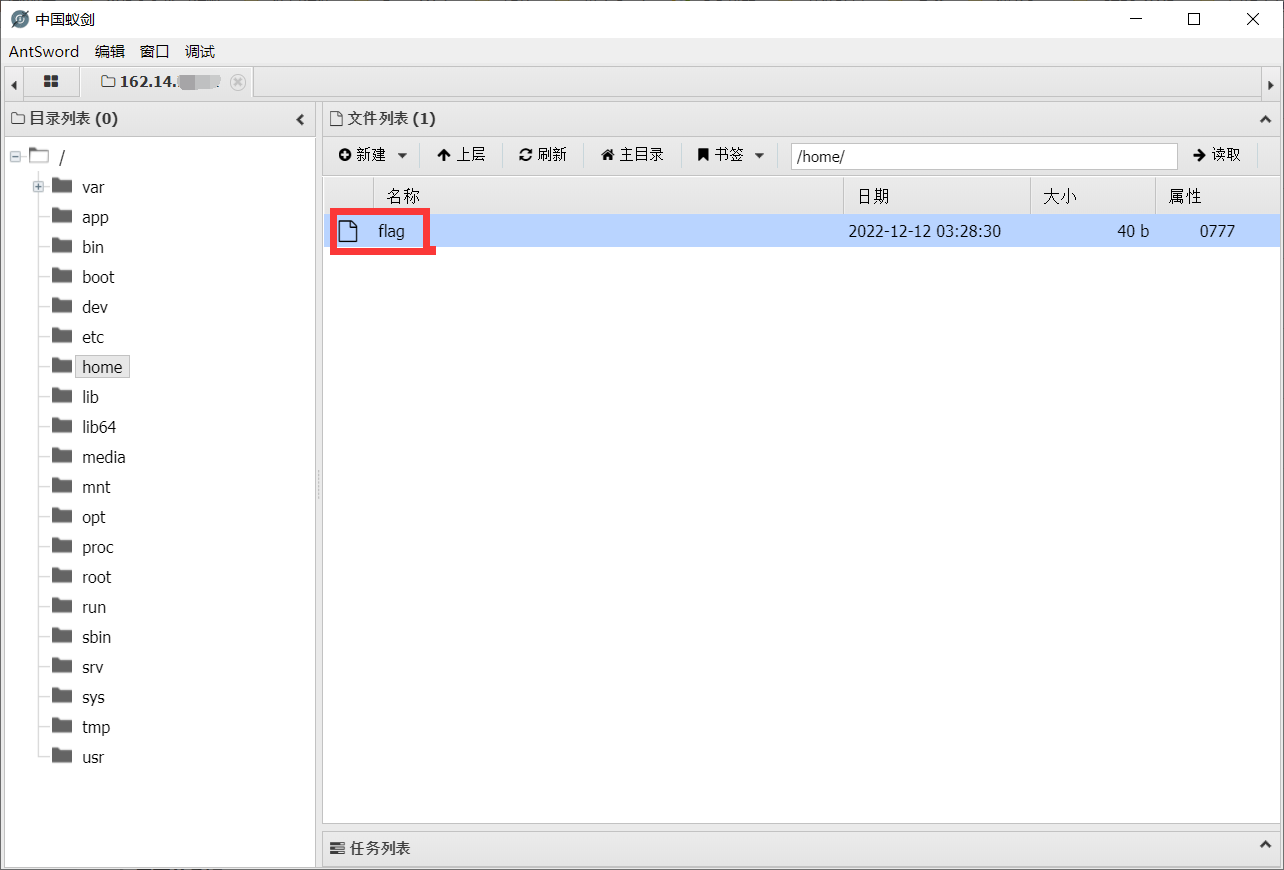 中国蚁剑
AntSword 编辑 窗口 调试
162.14.
目录列表 (0)
文件列表 (1)
新建 上层 刷新 主目录 书签 /home/ 读取
名称 日期 大小 属性
flag 2022-12-12 03:28:30 40 b 0777
/
var
app
bin
boot
dev
etc
home
lib
lib64
media
mnt
opt
proc
root
run
sbin
srv
sys
tmp
usr
任务列表